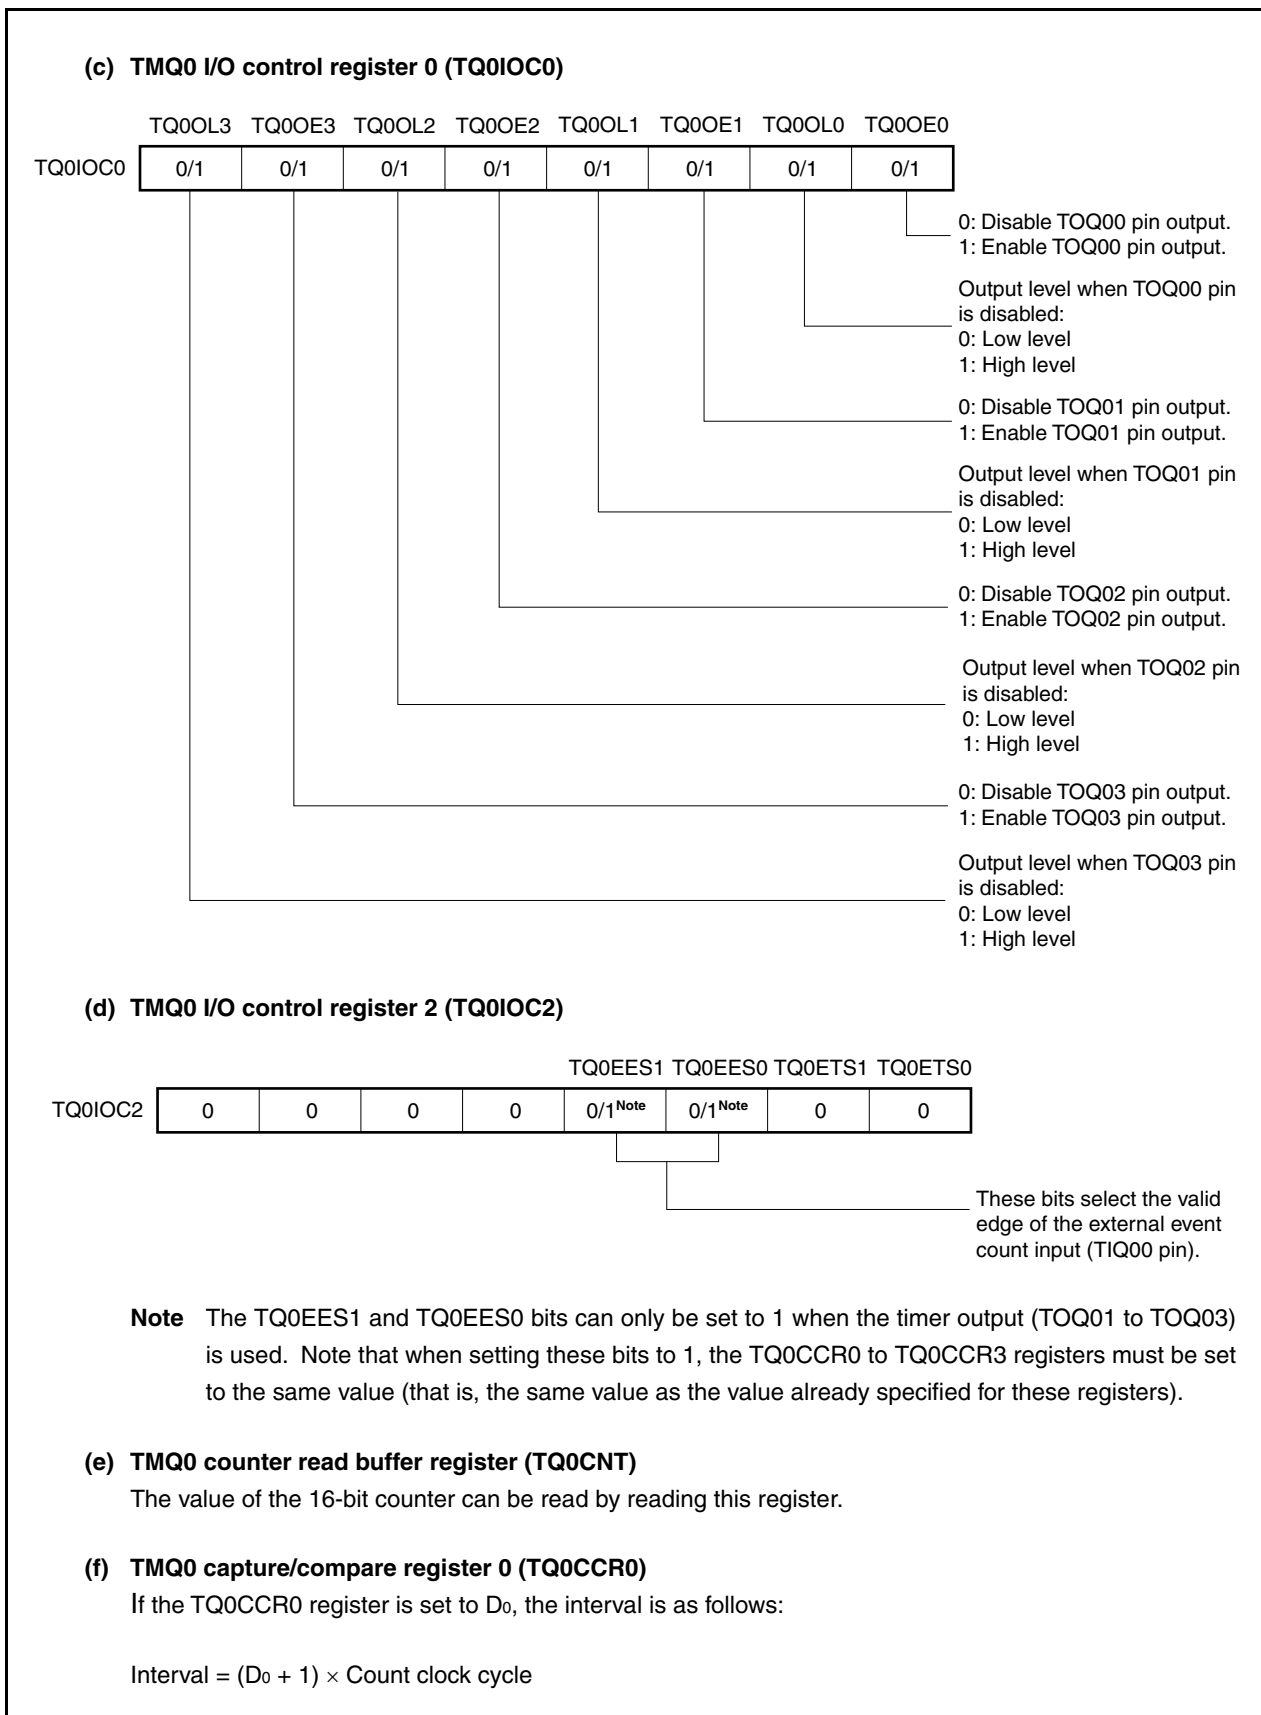 (c) TMQ0 I/O control register 0 (TQ0IOC0)
TQ0OL3 TQ0OE3 TQ0OL2 TQ0OE2 TQ0OL1 TQ0OE1 TQ0OL0 TQ0OE0
TQ0IOC0 0/1 0/1 0/1 0/1 0/1 0/1 0/1 0/1
0: Disable TOQ00 pin output.
1: Enable TOQ00 pin output.
Output level when TOQ00 pin
is disabled:
0: Low level
1: High level
0: Disable TOQ01 pin output.
1: Enable TOQ01 pin output.
Output level when TOQ01 pin
is disabled:
0: Low level
1: High level
0: Disable TOQ02 pin output.
1: Enable TOQ02 pin output.
Output level when TOQ02 pin
is disabled:
0: Low level
1: High level
0: Disable TOQ03 pin output.
1: Enable TOQ03 pin output.
Output level when TOQ03 pin
is disabled:
0: Low level
1: High level
(d) TMQ0 I/O control register 2 (TQ0IOC2)
TQ0EES1 TQ0EES0 TQ0ETS1 TQ0ETS0
TQ0IOC2 0 0 0 0 0/1Note 0/1Note 0 0
These bits select the valid
edge of the external event
count input (TIQ00 pin).
Note The TQ0EES1 and TQ0EES0 bits can only be set to 1 when the timer output (TOQ01 to TOQ03)
is used. Note that when setting these bits to 1, the TQ0CCR0 to TQ0CCR3 registers must be set
to the same value (that is, the same value as the value already specified for these registers).
(e) TMQ0 counter read buffer register (TQ0CNT)
The value of the 16-bit counter can be read by reading this register.
(f) TMQ0 capture/compare register 0 (TQ0CCR0)
If the TQ0CCR0 register is set to D0, the interval is as follows:
Interval = (D0 + 1) × Count clock cycle